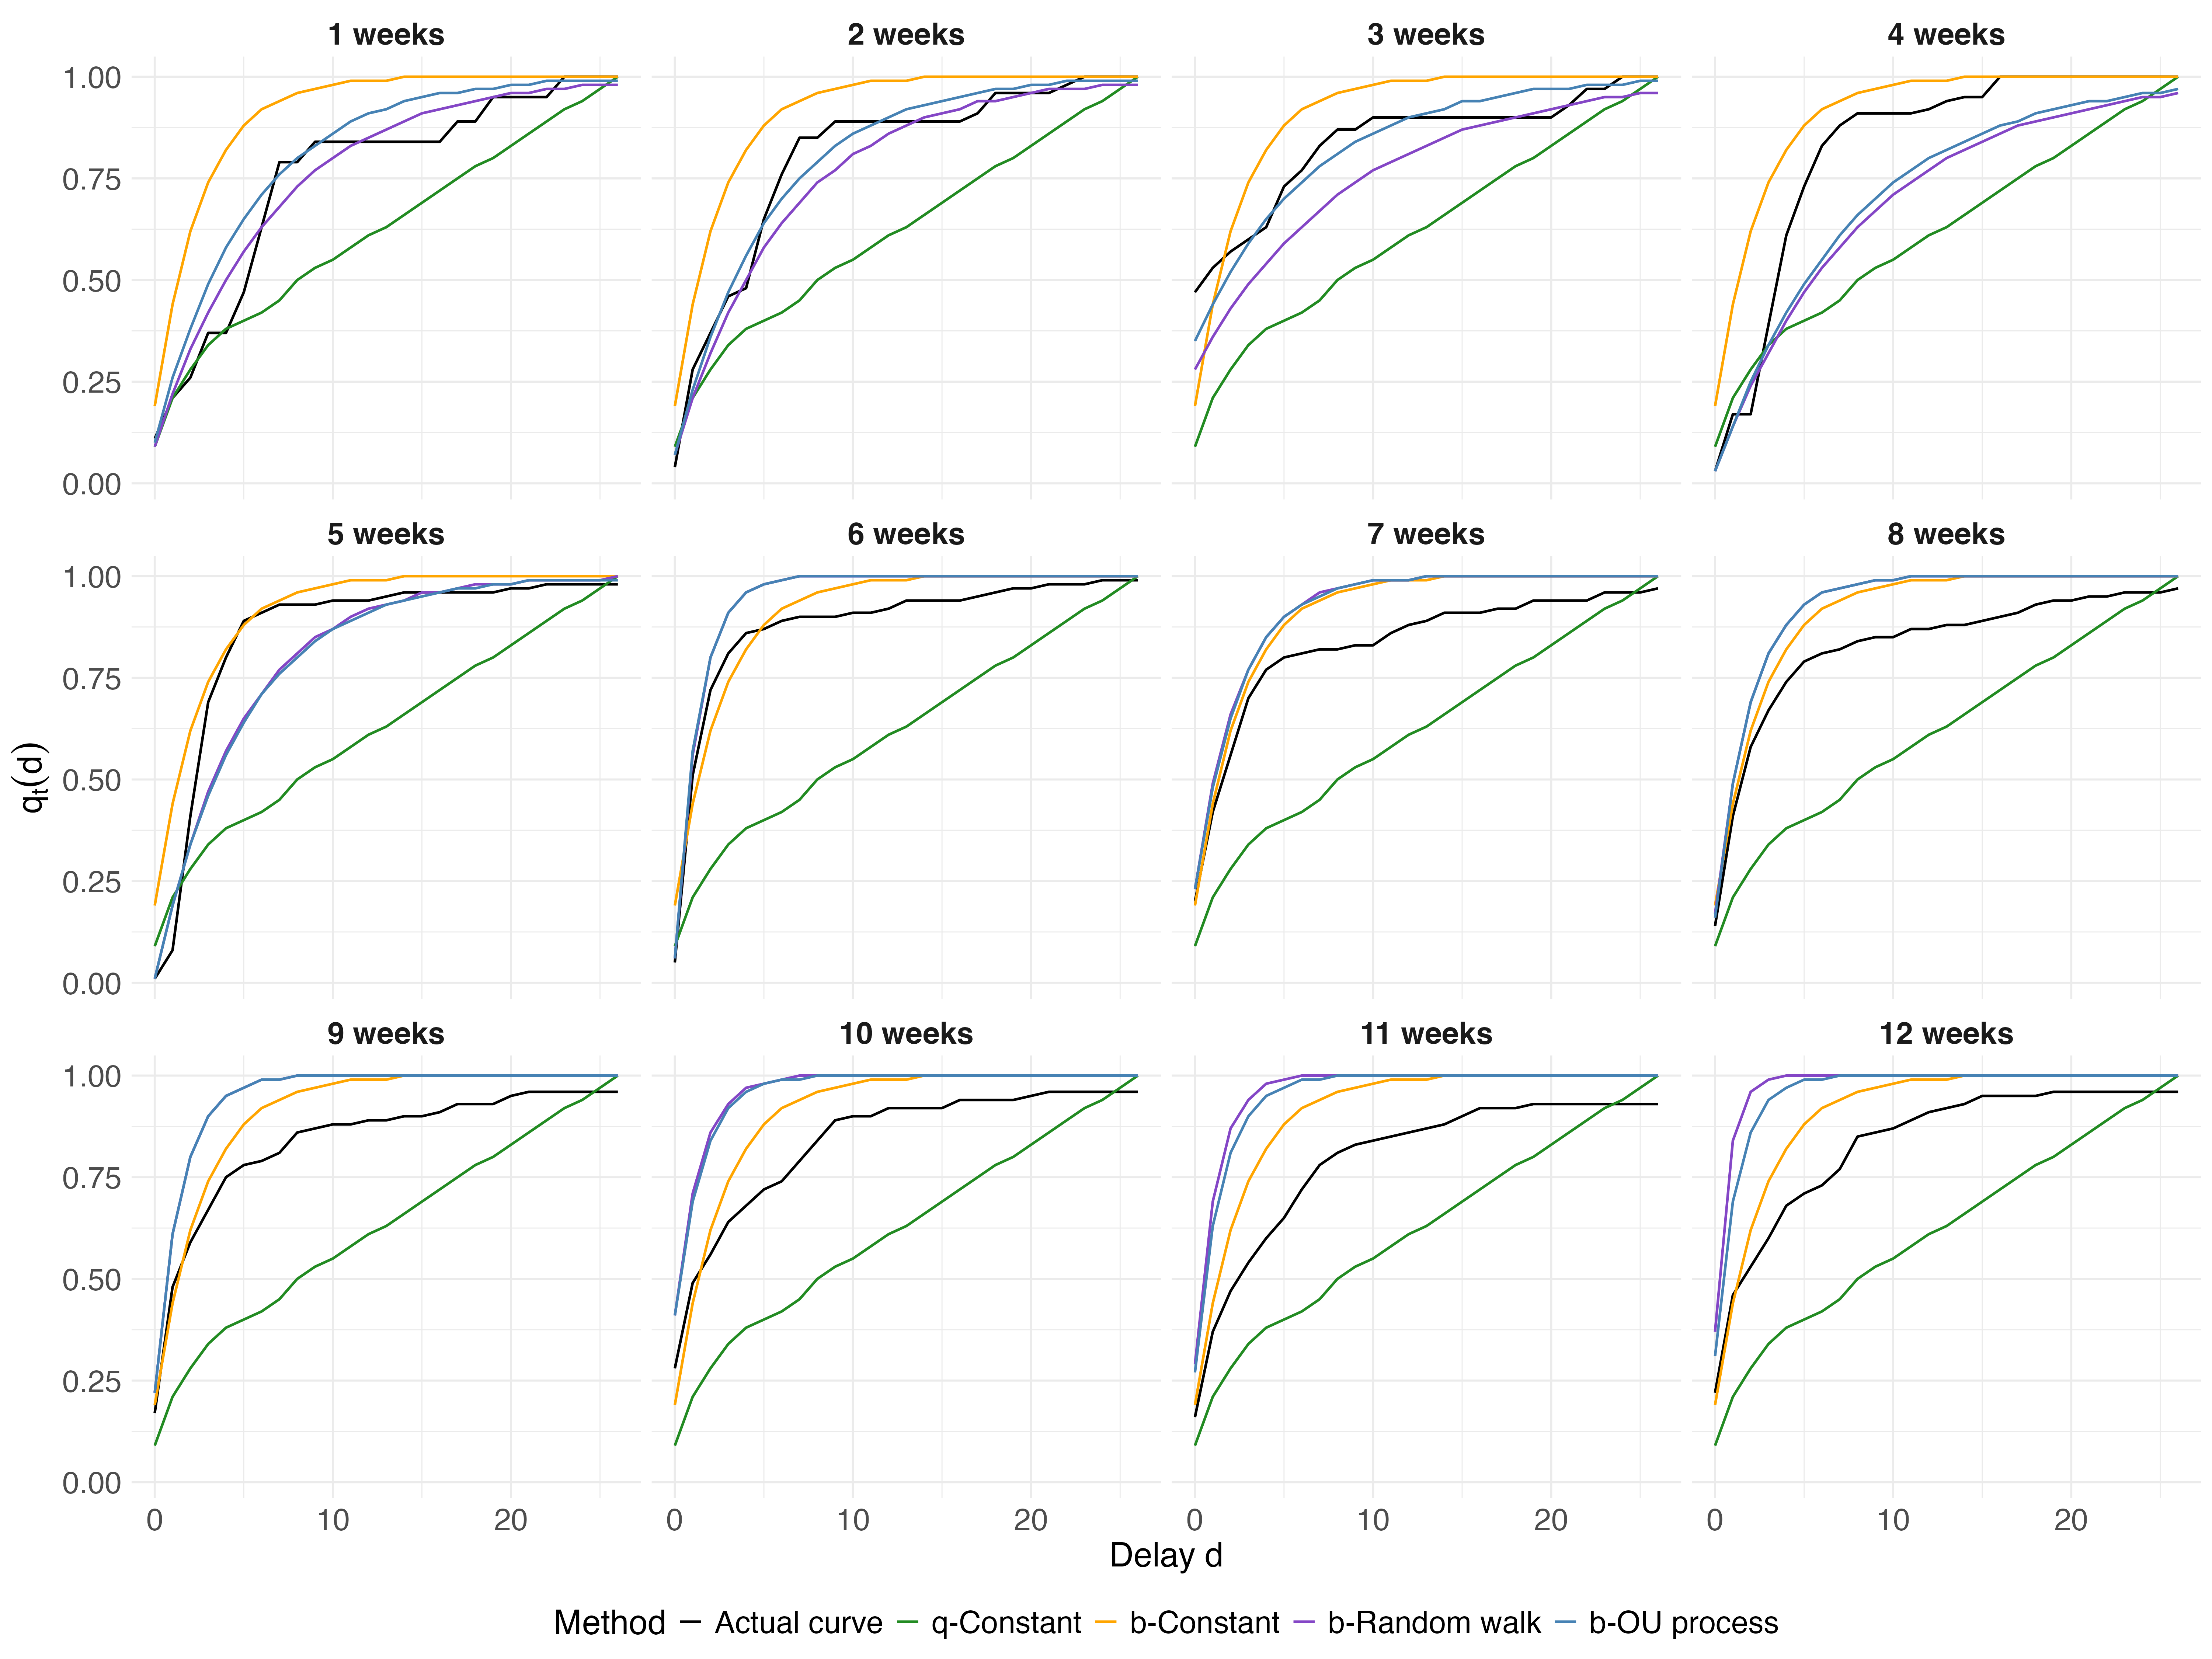 1 weeks 2 weeks 3 weeks 4 weeks
1.00
0.75
0.50
0.25
0.00
5 weeks 6 weeks 7 weeks 8 weeks
1.00
0.75
0.50
0.25
0.00
9 weeks 10 weeks 11 weeks 12 weeks
1.00
0.75
0.50
0.25
0.00
0 10 20 0 10 20 0 10 20 0 10 20
qt(d)
Delay d
Method Actual curve q-Constant b-Constant b-Random walk b-OU process